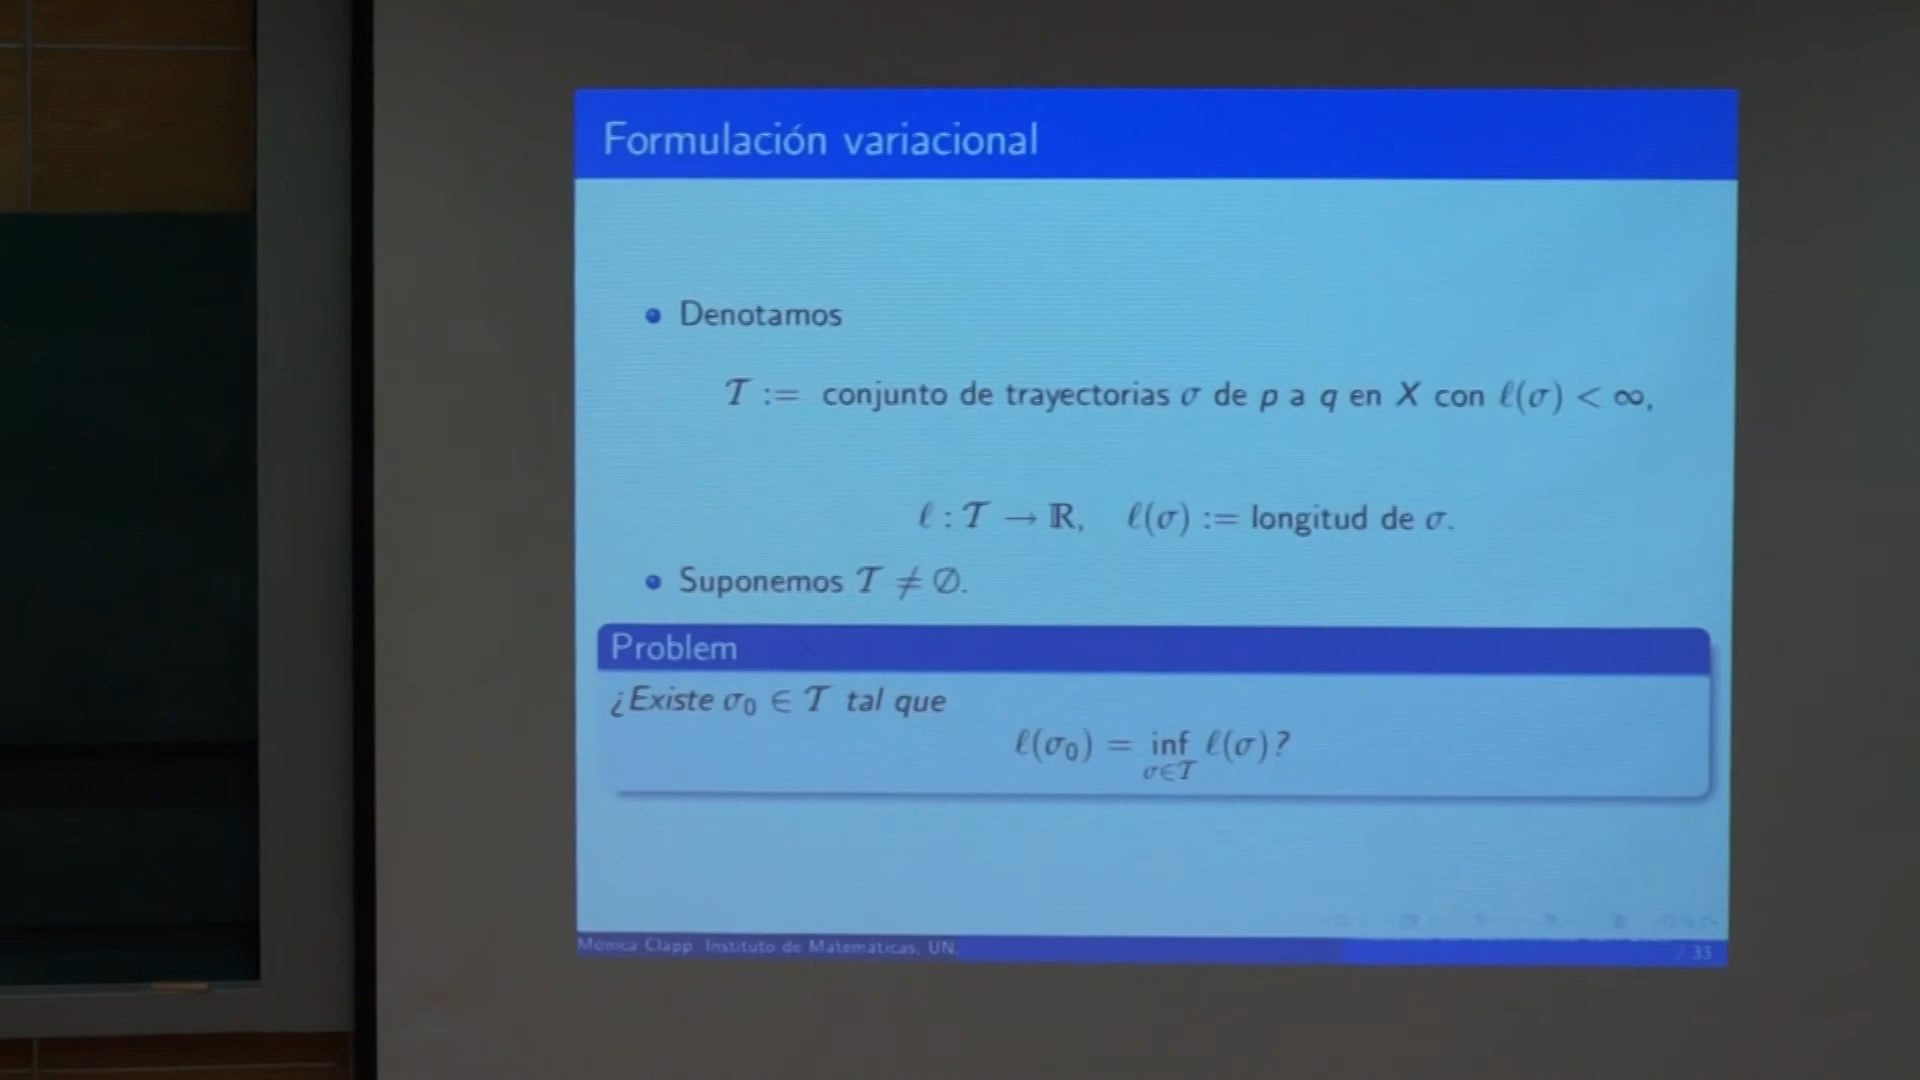 Formulación variacional
• Denotamos
𝒯 := conjunto de trayectorias σ de p a q en X con ℓ(σ) < ∞,
ℓ : 𝒯 → ℝ, ℓ(σ) := longitud de σ.
• Suponemos 𝒯 ≠ ∅.
Problem
¿Existe σ₀ ∈ 𝒯 tal que
ℓ(σ₀) = inf ℓ(σ)?
σ∈𝒯
Mónica Clapp Instituto de Matemáticas, UN
/ 33